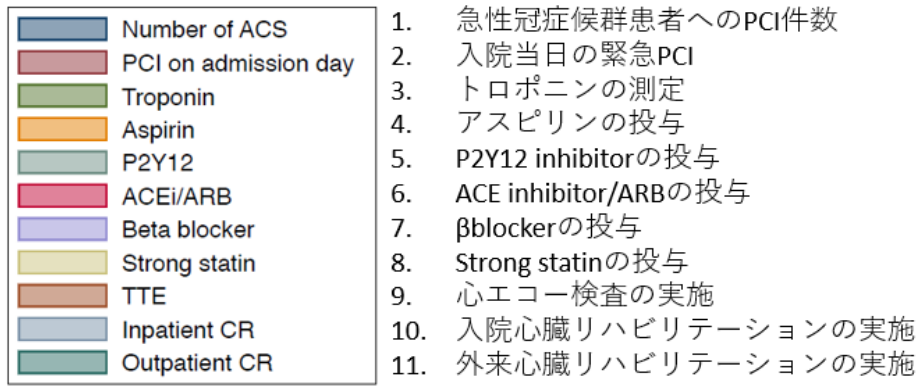 Number of ACS
PCI on admission day
Troponin
Aspirin
P2Y12
ACEi/ARB
Beta blocker
Strong statin
TTE
Inpatient CR
Outpatient CR
1. 急性冠症候群患者へのPCI件数
2. 入院当日の緊急PCI
3. トロポニンの測定
4. アスピリンの投与
5. P2Y12 inhibitorの投与
6. ACE inhibitor/ARBの投与
7. βblockerの投与
8. Strong statinの投与
9. 心エコー検査の実施
10. 入院心臓リハビリテーションの実施
11. 外来心臓リハビリテーションの実施